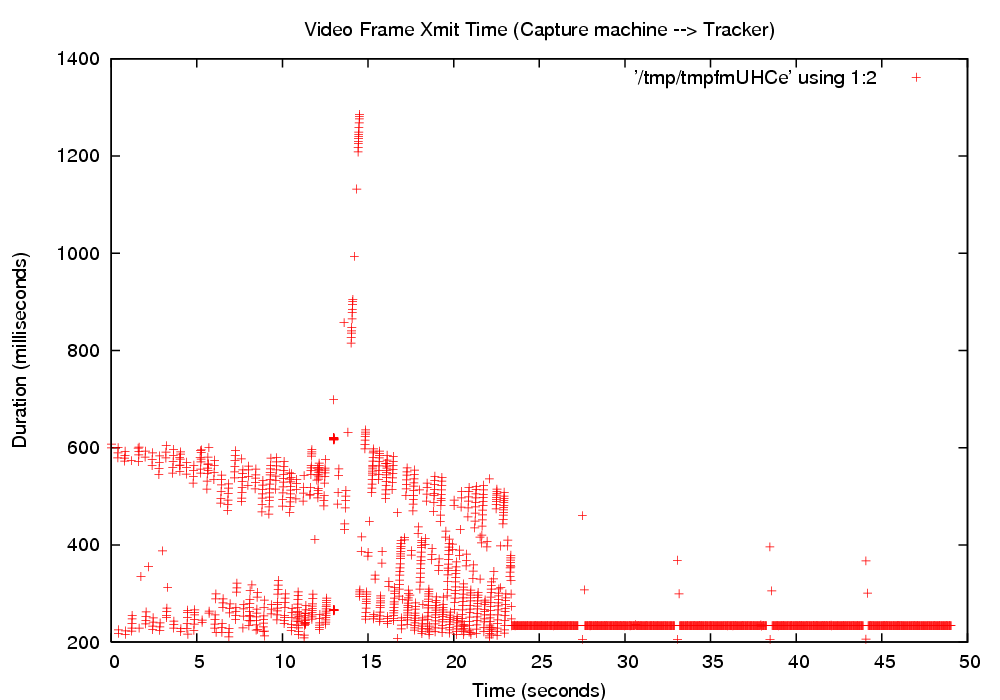 Video Frame Xmit Time (Capture machine --> Tracker)
'/tmp/tmpfmUHCe' using 1:2
Duration (milliseconds)
1400
1200
1000
800
600
400
200
0 5 10 15 20 25 30 35 40 45 50
Time (seconds)